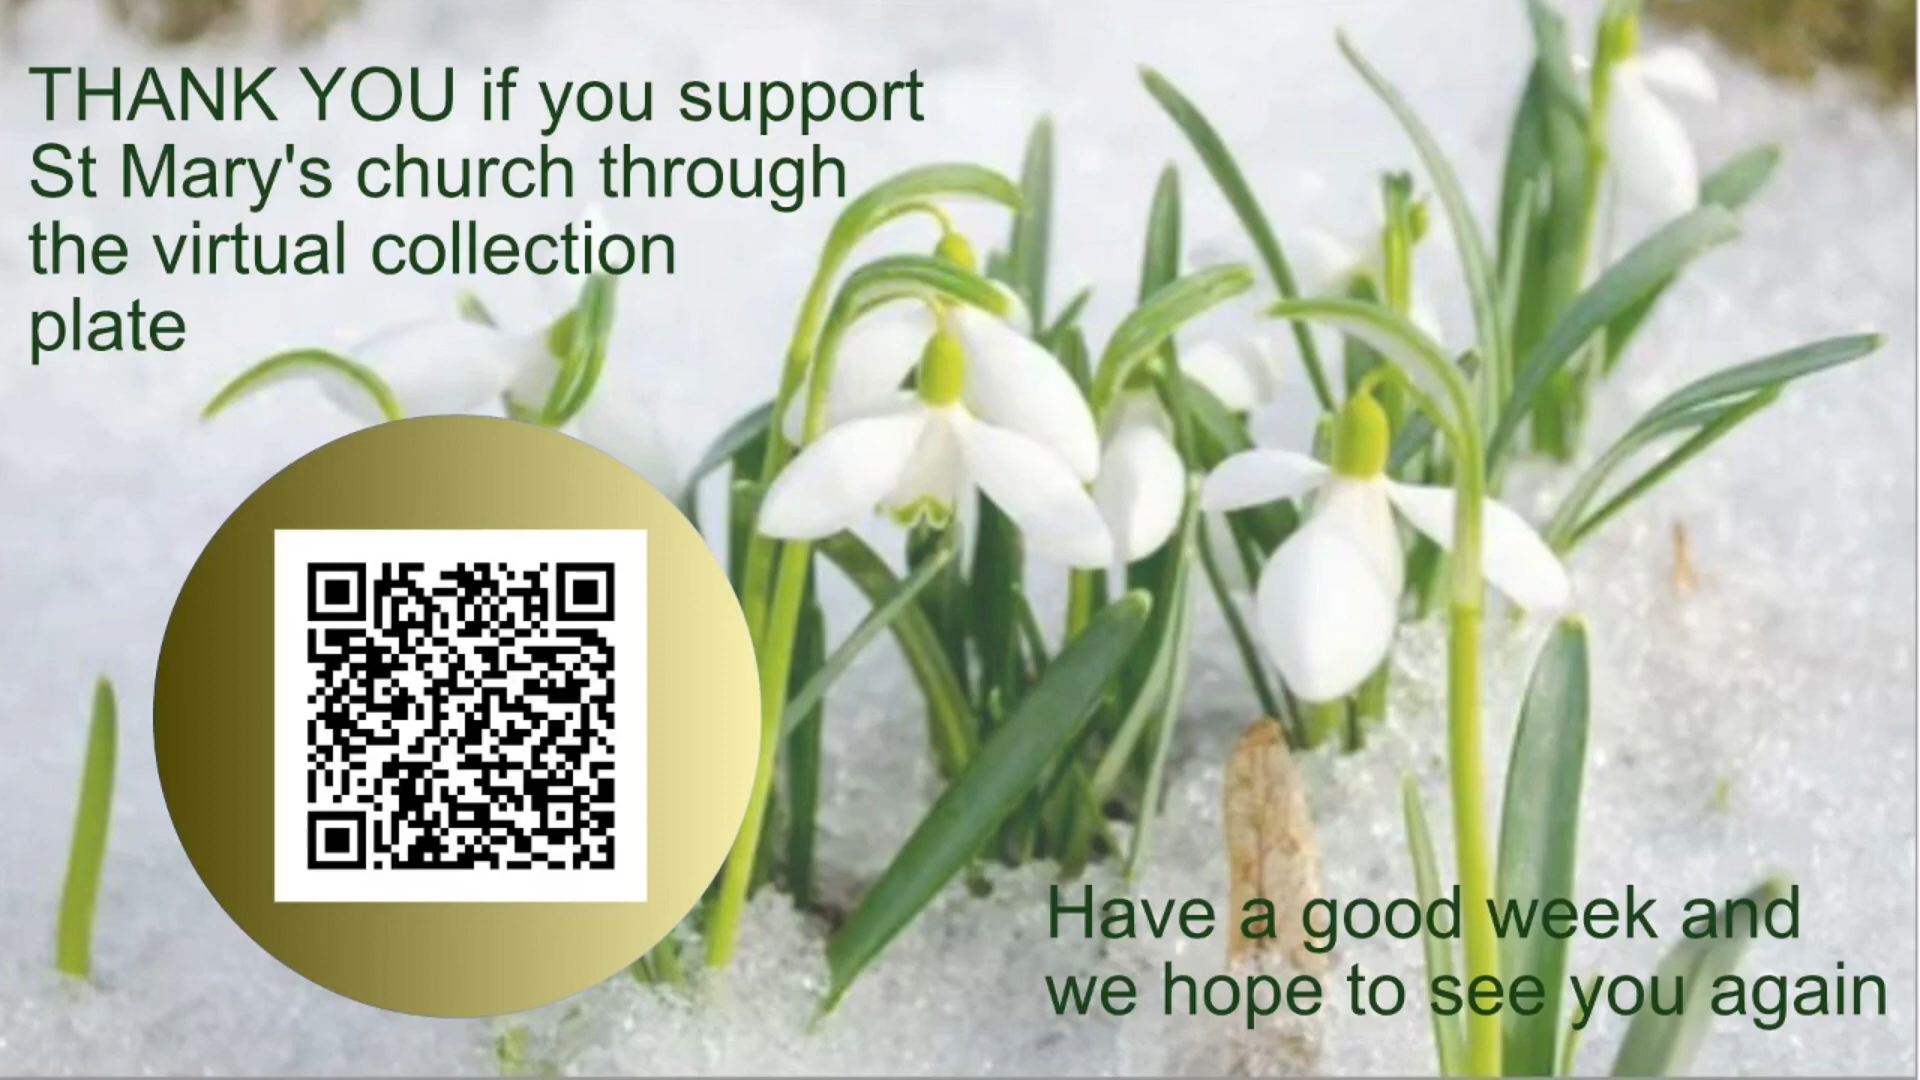 THANK YOU if you support
St Mary's church through
the virtual collection
plate
Have a good week and
we hope to see you again